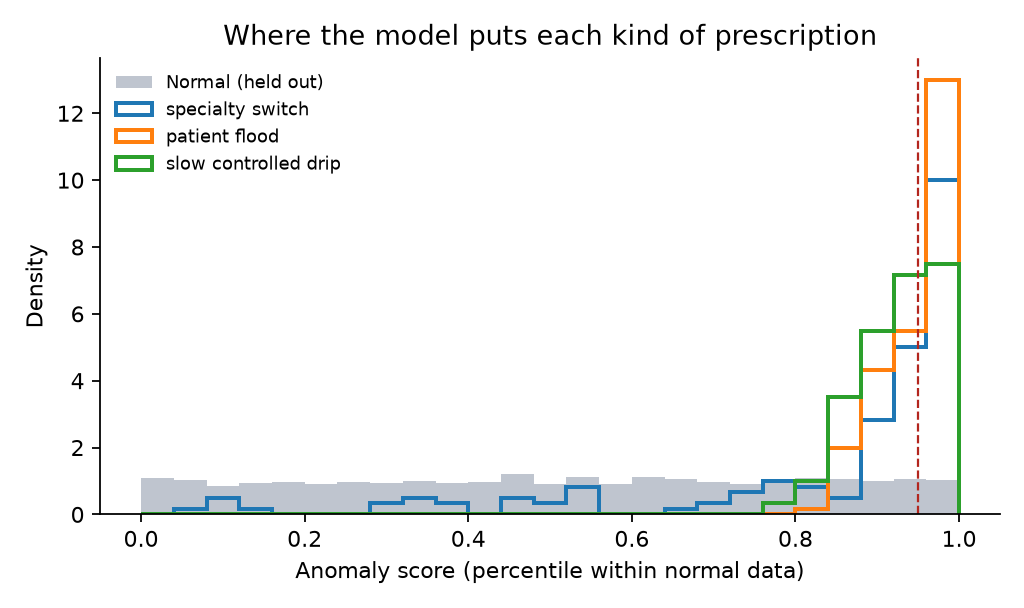 Where the model puts each kind of prescription
Normal (held out)
specialty switch
patient flood
slow controlled drip
Density
12
10
8
6
4
2
0
0.0 0.2 0.4 0.6 0.8 1.0
Anomaly score (percentile within normal data)